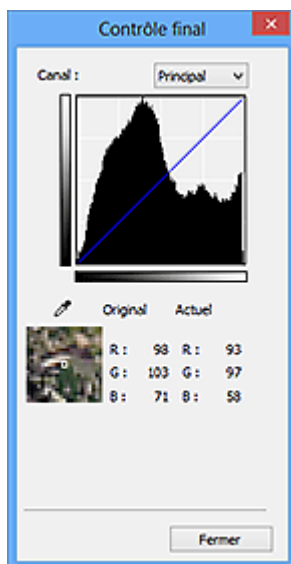 Contrôle final
Canal : Principal
Original Actuel
R : 98 R : 93
G : 103 G : 97
B : 71 B : 58
Fermer